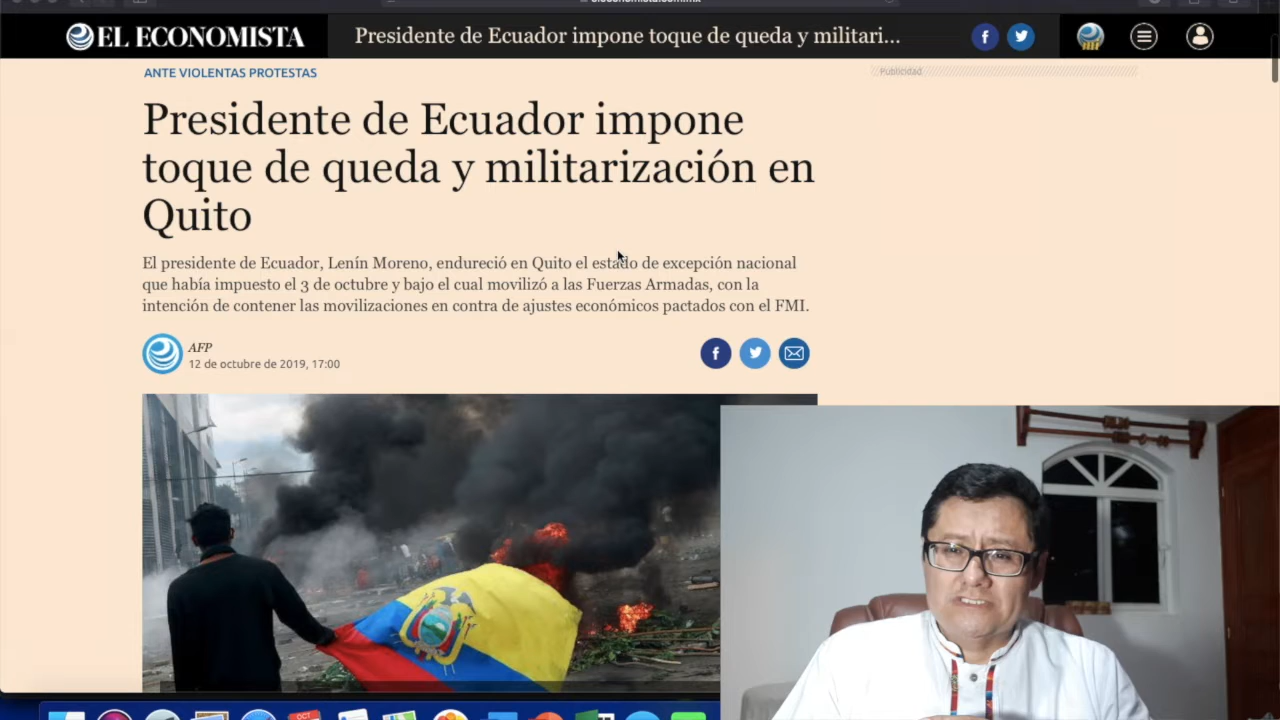 EL ECONOMISTA
Presidente de Ecuador impone toque de queda y militari...
ANTE VIOLENTAS PROTESTAS
Publicidad
Presidente de Ecuador impone
toque de queda y militarización en
Quito
El presidente de Ecuador, Lenín Moreno, endureció en Quito el estado de excepción nacional
que había impuesto el 3 de octubre y bajo el cual movilizó a las Fuerzas Armadas, con la
intención de contener las movilizaciones en contra de ajustes económicos pactados con el FMI.
AFP
12 de octubre de 2019, 17:00
OCT